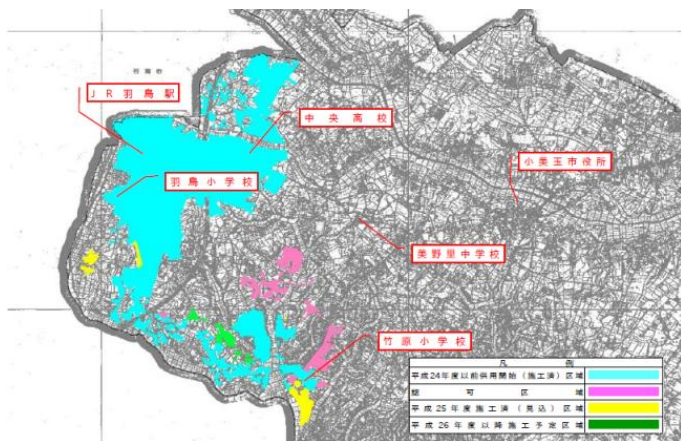 JR羽鳥駅
中央高校
羽鳥小学校
小美玉市役所
美野里中学校
竹原小学校
凡例
平成24年度以前供用開始(施工済)区域
認可区域
平成25年度施工済(見込)区域
平成26年度以降施工予定区域